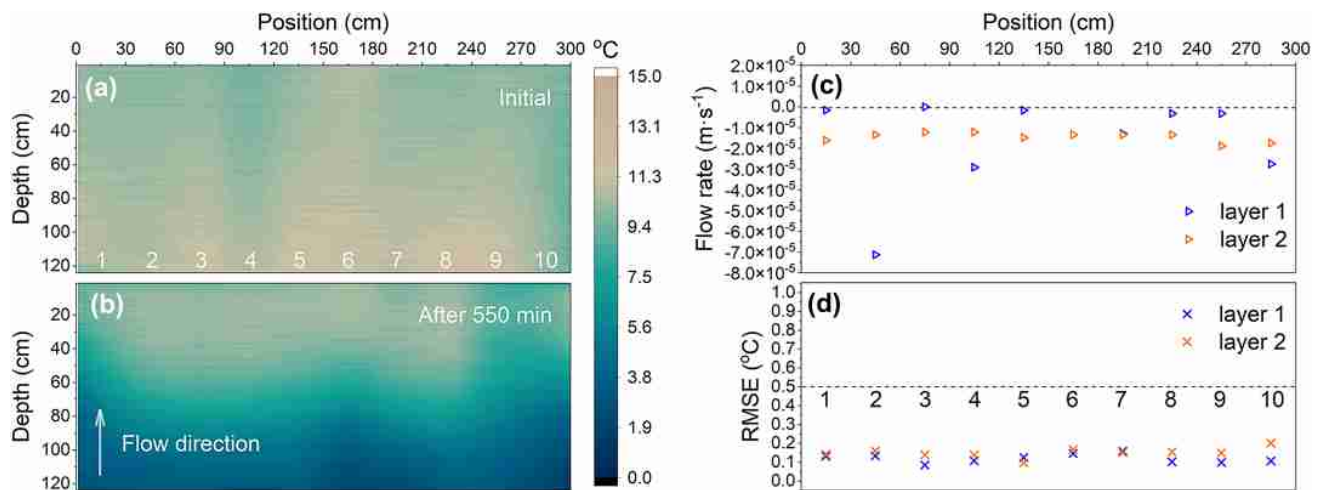 Position (cm)
0 30 60 90 120 150 180 210 240 270 300
°C
(a)
Initial
20
40
60
80
100
120
Depth (cm)
1 2 3 4 5 6 7 8 9 10
(b)
After 550 min
20
40
60
80
100
120
Depth (cm)
Flow direction
15.0
13.1
11.3
9.4
7.5
5.6
3.8
1.9
0.0
Position (cm)
0 30 60 90 120 150 180 210 240 270 300
(c)
2.0×10⁻⁵
1.0×10⁻⁵
0.0
-1.0×10⁻⁵
-2.0×10⁻⁵
-3.0×10⁻⁵
-4.0×10⁻⁵
-5.0×10⁻⁵
-6.0×10⁻⁵
-7.0×10⁻⁵
-8.0×10⁻⁵
Flow rate (m·s⁻¹)
layer 1
layer 2
(d)
1.0
0.9
0.8
0.7
0.6
0.5
0.4
0.3
0.2
0.1
0.0
RMSE (°C)
layer 1
layer 2
1 2 3 4 5 6 7 8 9 10